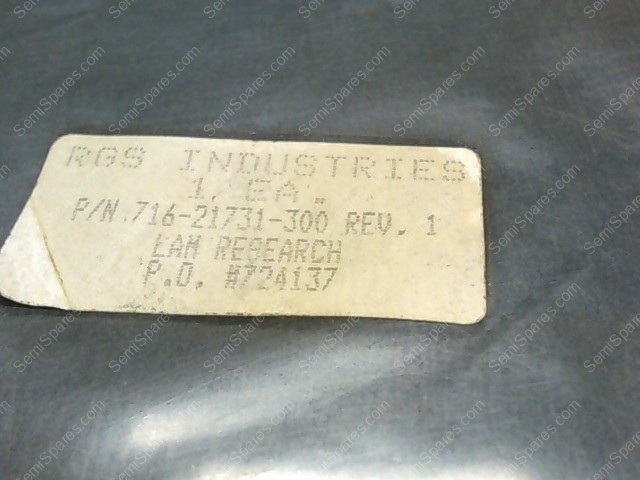 RGS INDUSTRIES
1 EA.
P/N 716-21731-300 REV. 1
LAM RESEARCH
P.O. #724137
SemiSpares.com